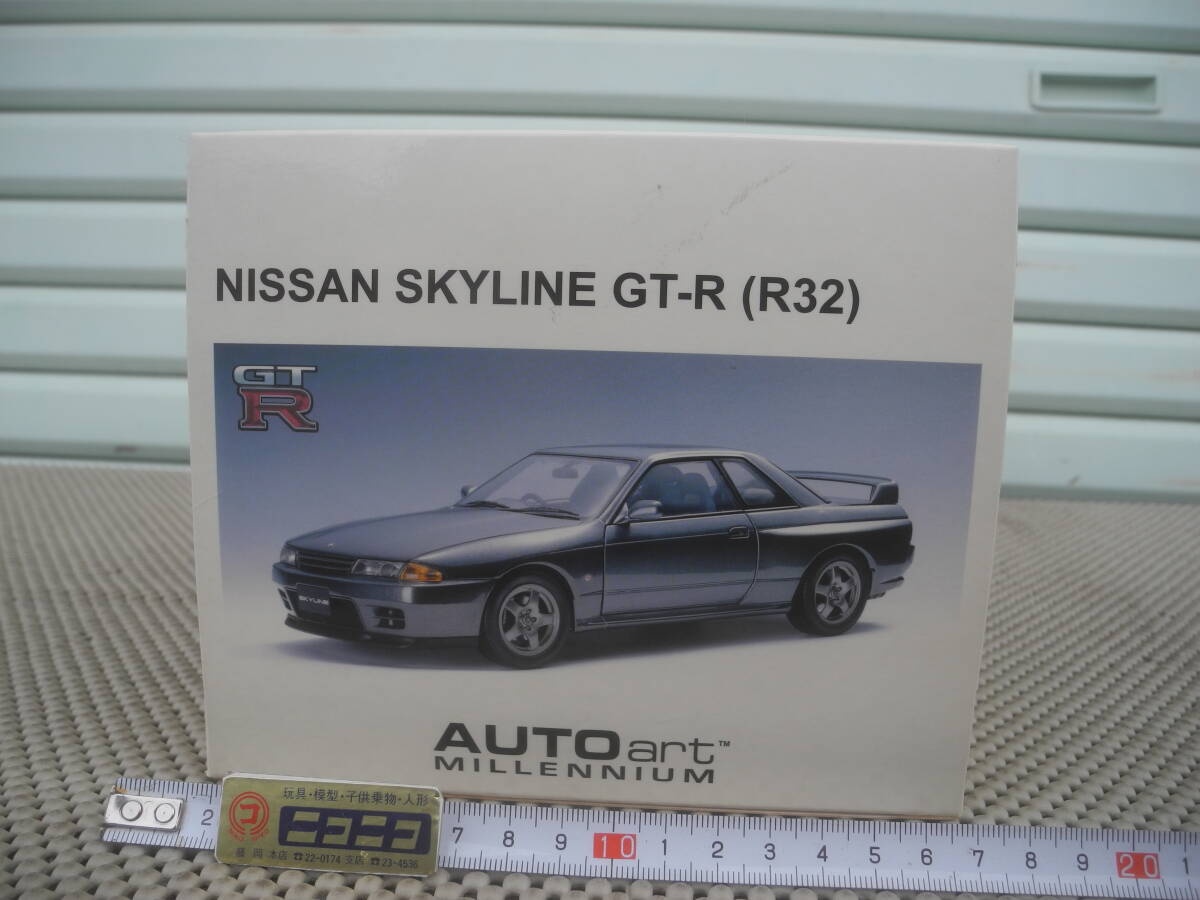 NISSAN SKYLINE GT-R (R32)
GT
R
SKYLINE
AUTOart™
MILLENNIUM
玩具・模型・子供乗物・人形
コ
ニコニコ
盛岡 本店 ☎22-0174 支店 ☎23-4536
2 7 8 9 10 1 2 3 4 5 6 7 8 9 20 1